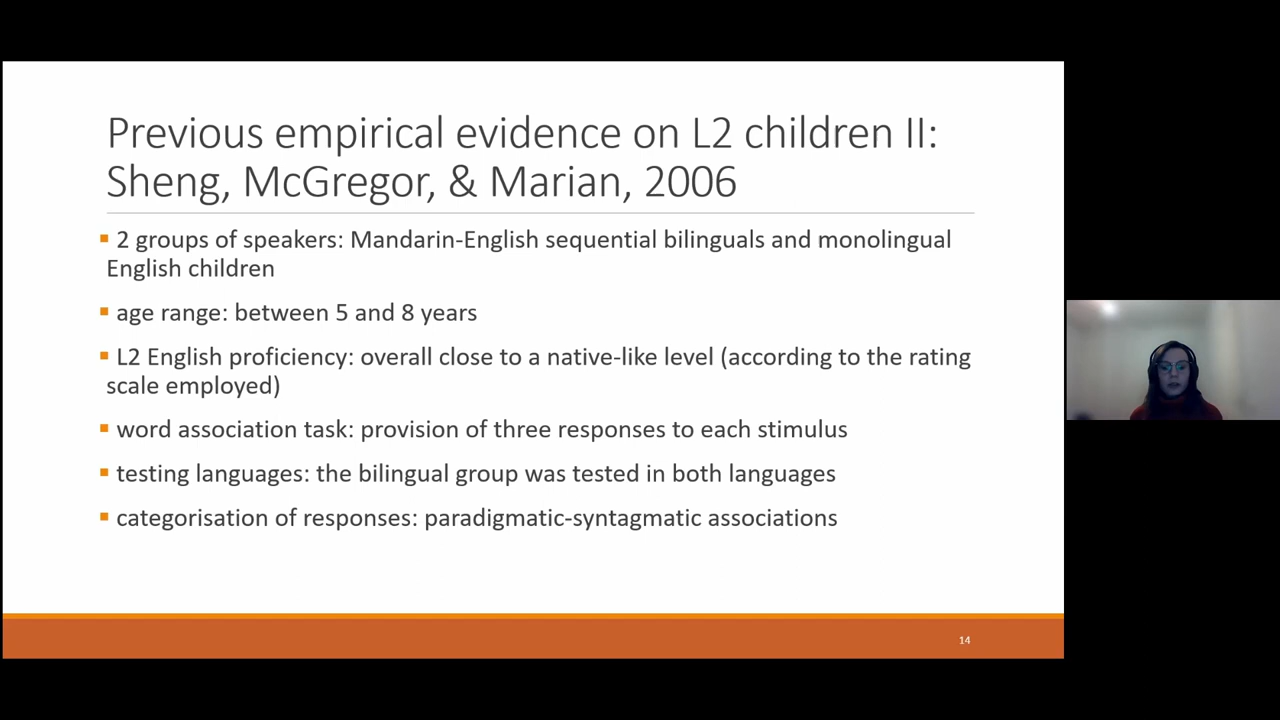 Previous empirical evidence on L2 children II:
Sheng, McGregor, & Marian, 2006
▪ 2 groups of speakers: Mandarin-English sequential bilinguals and monolingual
English children
▪ age range: between 5 and 8 years
▪ L2 English proficiency: overall close to a native-like level (according to the rating
scale employed)
▪ word association task: provision of three responses to each stimulus
▪ testing languages: the bilingual group was tested in both languages
▪ categorisation of responses: paradigmatic-syntagmatic associations
14